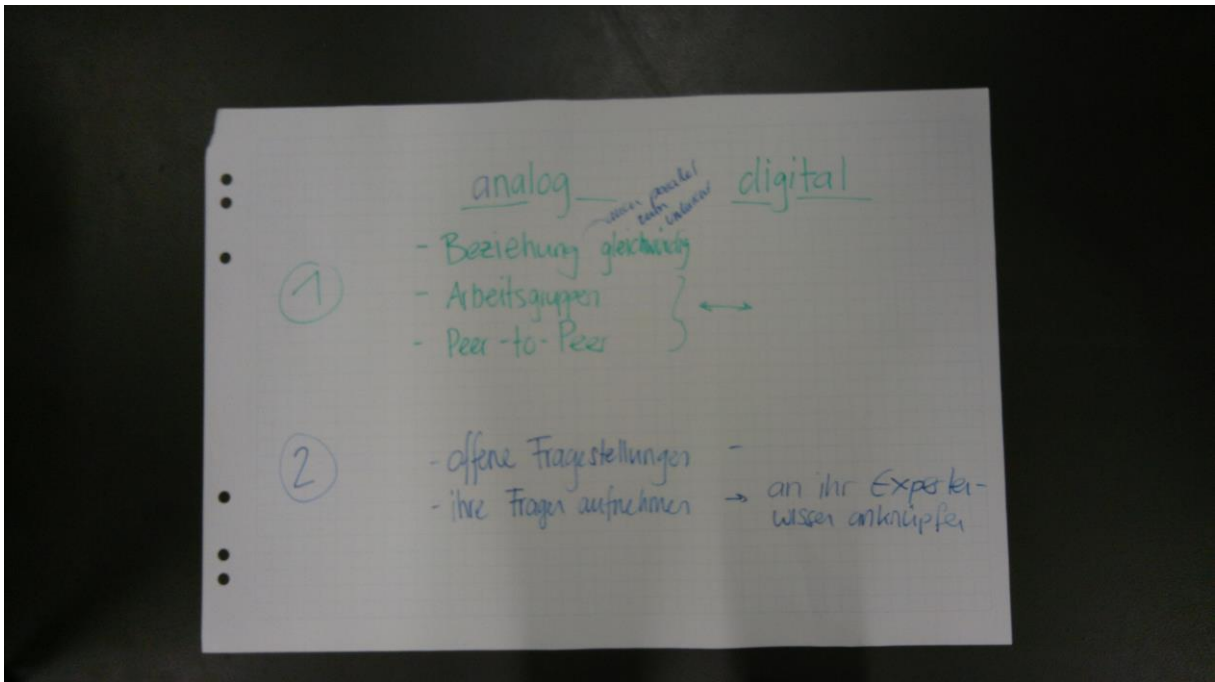 analog digital
- Beziehung gleichwürdig
① - Arbeitsgruppen ↔
- Peer-to-Peer
② - offene Fragestellungen -
- ihre Fragen aufnehmen → an ihr Experten-
wissen anknüpfen